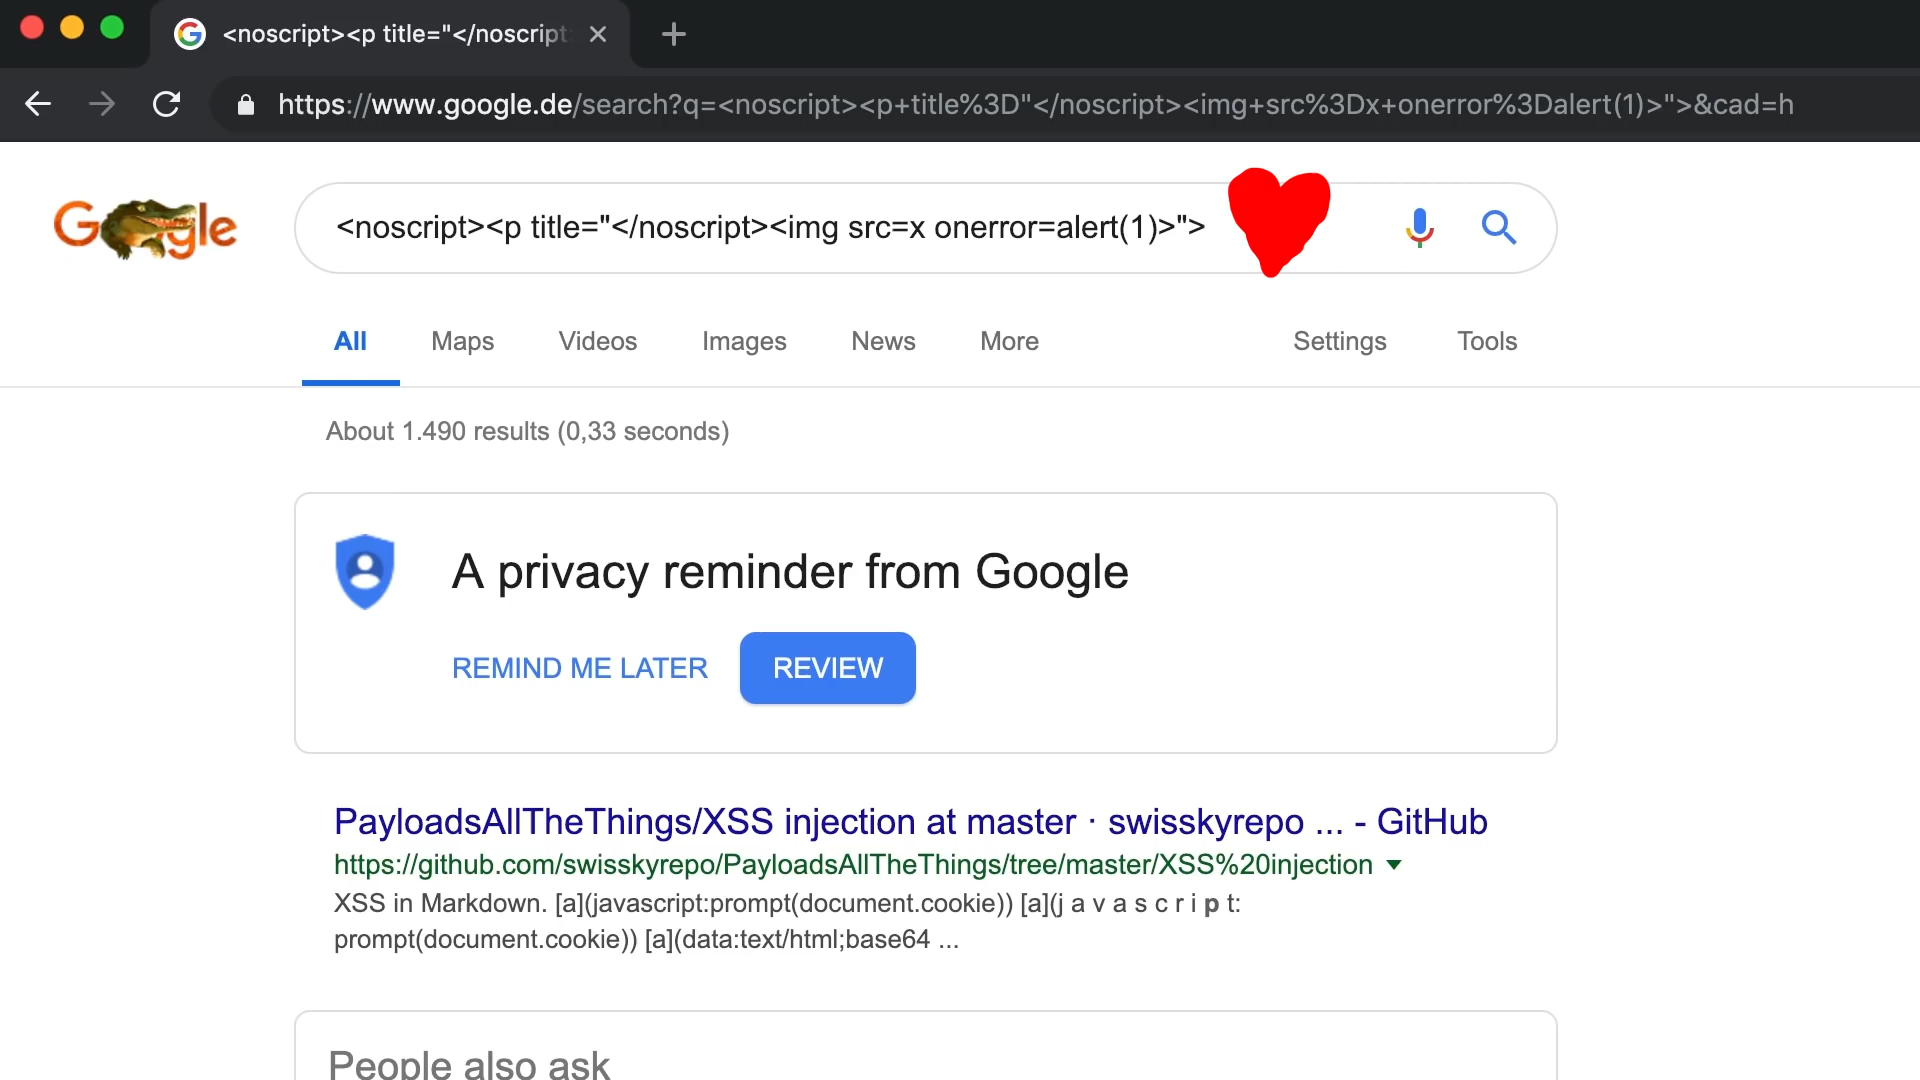 <noscript><p title="</noscript
https://www.google.de/search?q=<noscript><p+title%3D"</noscript><img+src%3Dx+onerror%3Dalert(1)>">&cad=h
Google
<noscript><p title="</noscript><img src=x onerror=alert(1)>">
All Maps Videos Images News More Settings Tools
About 1.490 results (0,33 seconds)
A privacy reminder from Google
REMIND ME LATER REVIEW
PayloadsAllTheThings/XSS injection at master · swisskyrepo ... - GitHub
https://github.com/swisskyrepo/PayloadsAllTheThings/tree/master/XSS%20injection
XSS in Markdown. [a](javascript:prompt(document.cookie)) [a](j a v a s c r i p t:
prompt(document.cookie)) [a](data:text/html;base64 ...
People also ask